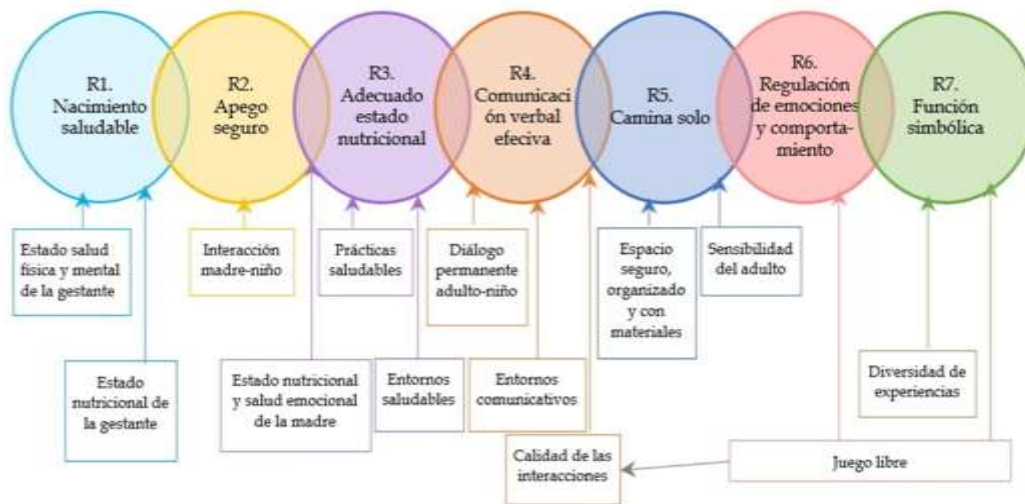 R1.
Nacimiento
saludable
R2.
Apego
seguro
R3.
Adecuado
estado
nutricional
R4.
Comunicaci
ón verbal
efeciva
R5.
Camina solo
R6.
Regulación
de emociones
y comporta-
miento
R7.
Función
simbólica
Estado salud
física y mental
de la gestante
Interacción
madre-niño
Prácticas
saludables
Diálogo
permanente
adulto-niño
Espacio
seguro,
organizado
y con
materiales
Sensibilidad
del adulto
Estado
nutricional de
la gestante
Estado nutricional
y salud emocional
de la madre
Entornos
saludables
Entornos
comunicativos
Diversidad de
experiencias
Calidad de las
interacciones
Juego libre